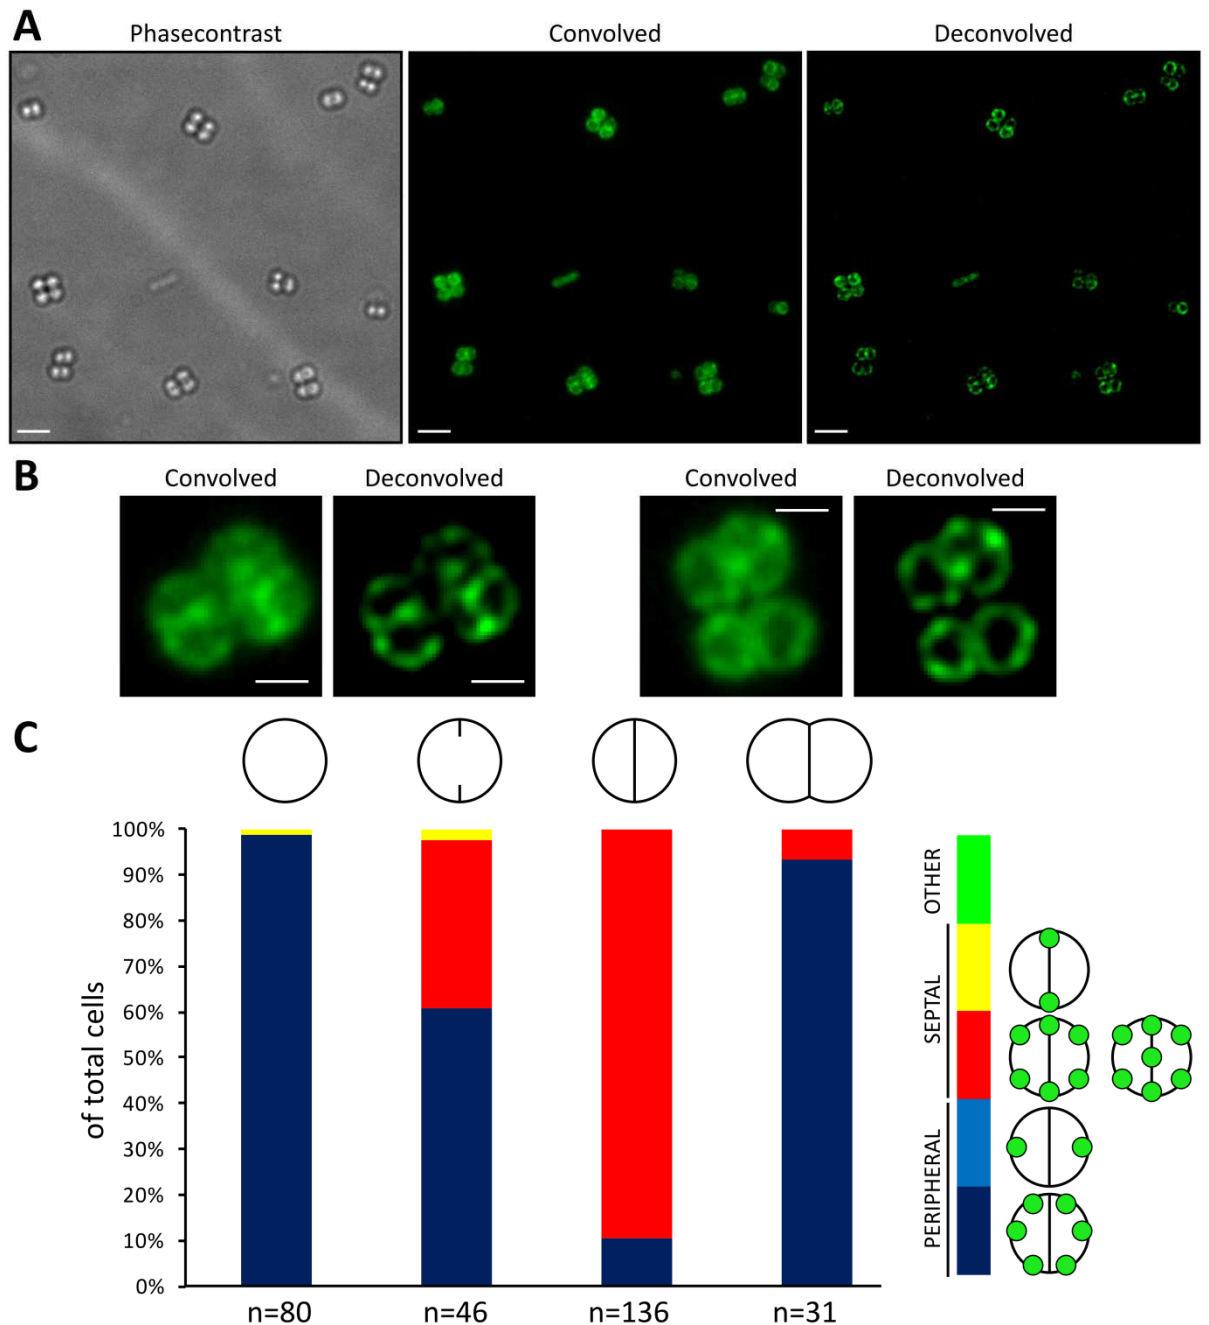 A
Phasecontrast
Convolved
Deconvolved
B
Convolved
Deconvolved
Convolved
Deconvolved
C
of total cells
100%
90%
80%
70%
60%
50%
40%
30%
20%
10%
0%
n=80
n=46
n=136
n=31
OTHER
SEPTAL
PERIPHERAL